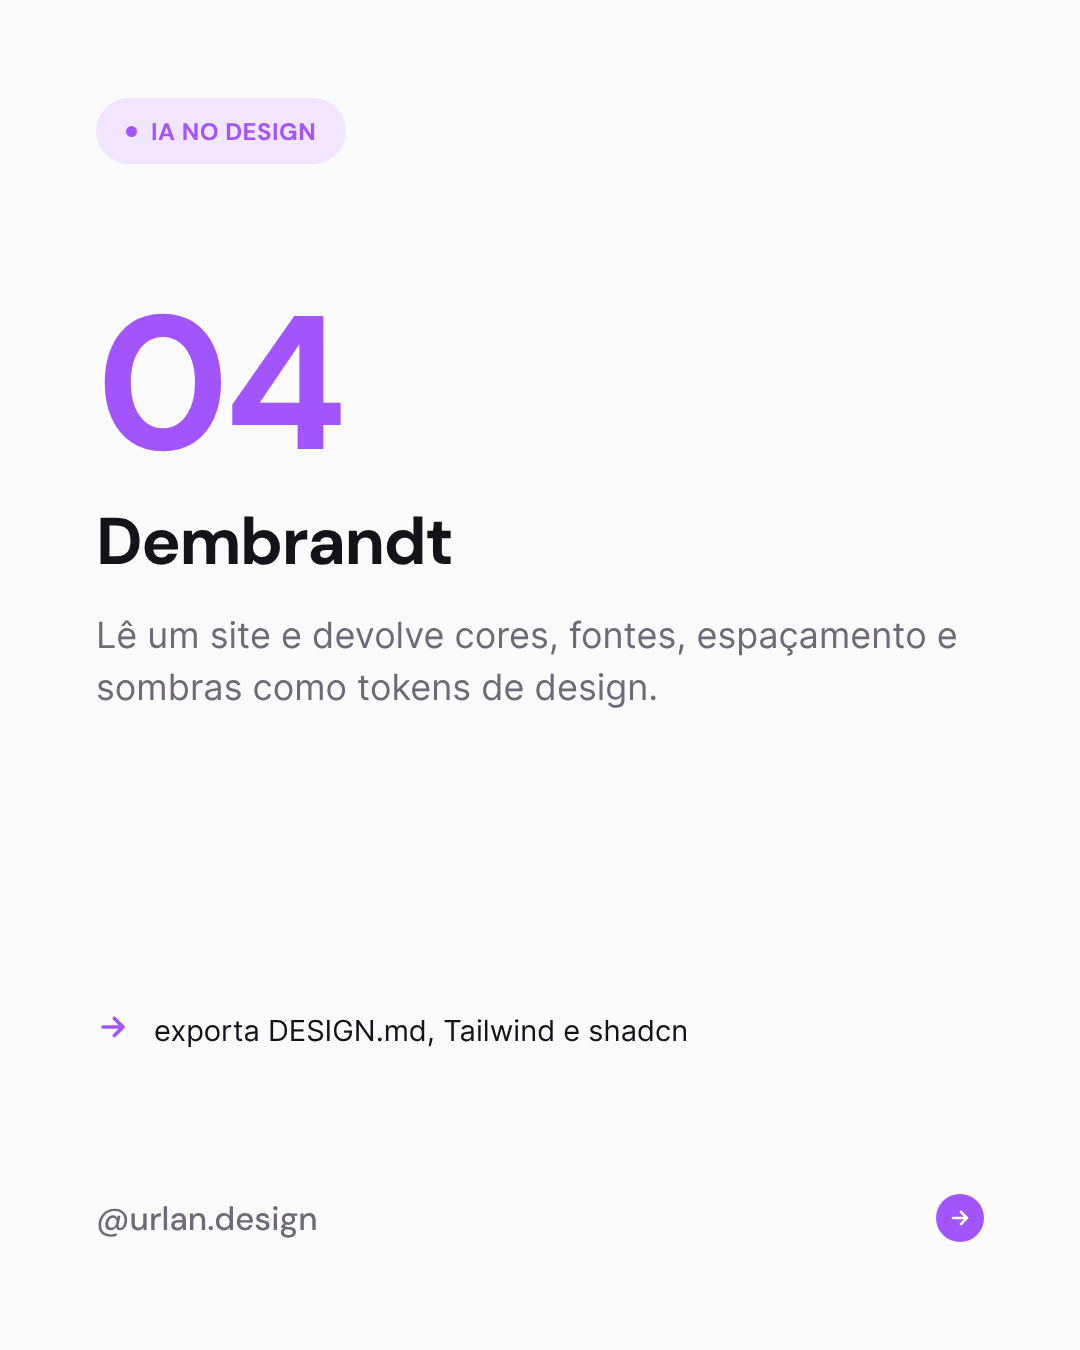 IA NO DESIGN
04
Dembrandt
Lê um site e devolve cores, fontes, espaçamento e
sombras como tokens de design.
exporta DESIGN.md, Tailwind e shadcn
@urlan.design